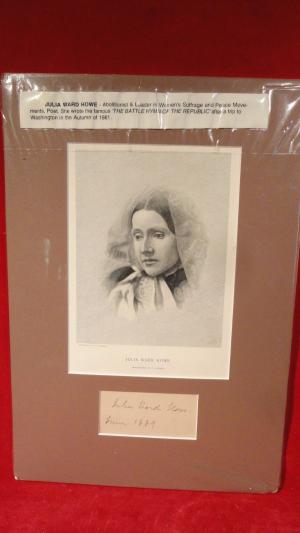 JULIA WARD HOWE - Abolitionist & Leader in Women's Suffrage and Peace Move-
ments, Poet. She wrote the famous "THE BATTLE HYMN OF THE REPUBLIC" after a trip to
Washington in the Autumn of 1861.
JULIA WARD HOWE
Julia Ward Howe
June 1889